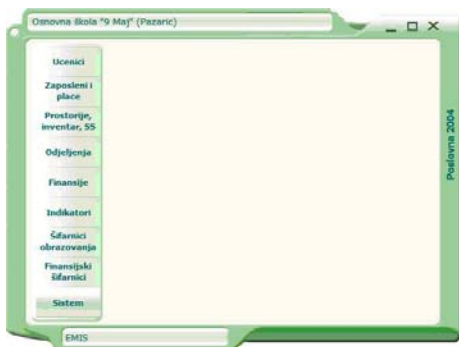 Osnovna škola "9 Maj" (Pazaric)
Ucenici
Zaposleni i
place
Prostorije,
inventar, SS
Odjeljenja
Finansije
Indikatori
Šifarnici
obrazovanja
Finansijski
šifarnici
Sistem
Poslovna 2004
EMIS